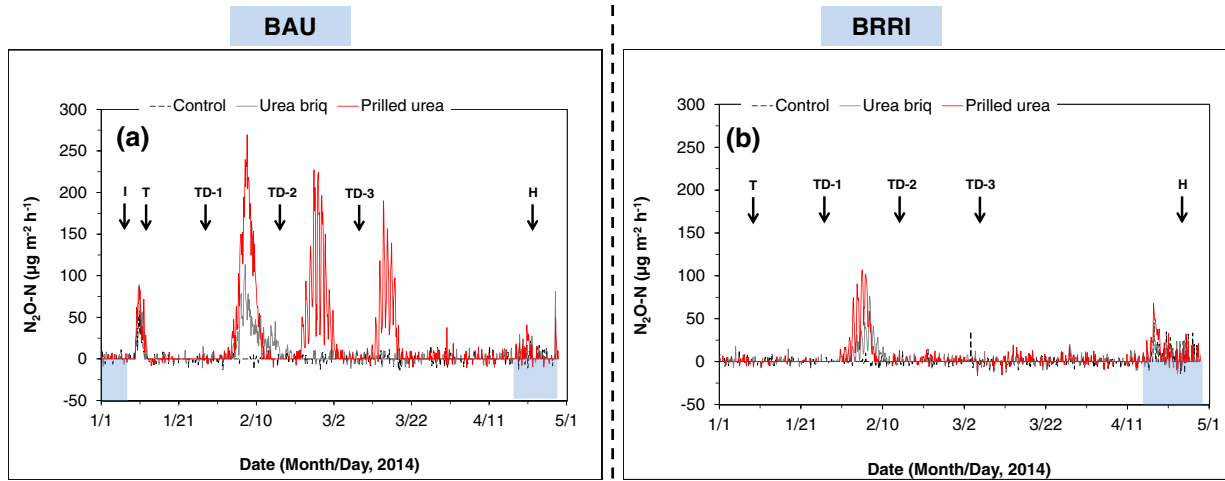 BAU
BRRI
Control Urea briq Prilled urea
(a)
I T TD-1 TD-2 TD-3 H
300
250
200
150
100
50
0
-50
N₂O-N (µg m⁻² h⁻¹)
1/1 1/21 2/10 3/2 3/22 4/11 5/1
Date (Month/Day, 2014)
Control Urea briq Prilled urea
(b)
T TD-1 TD-2 TD-3 H
300
250
200
150
100
50
0
-50
N₂O-N (µg m⁻² h⁻¹)
1/1 1/21 2/10 3/2 3/22 4/11 5/1
Date (Month/Day, 2014)